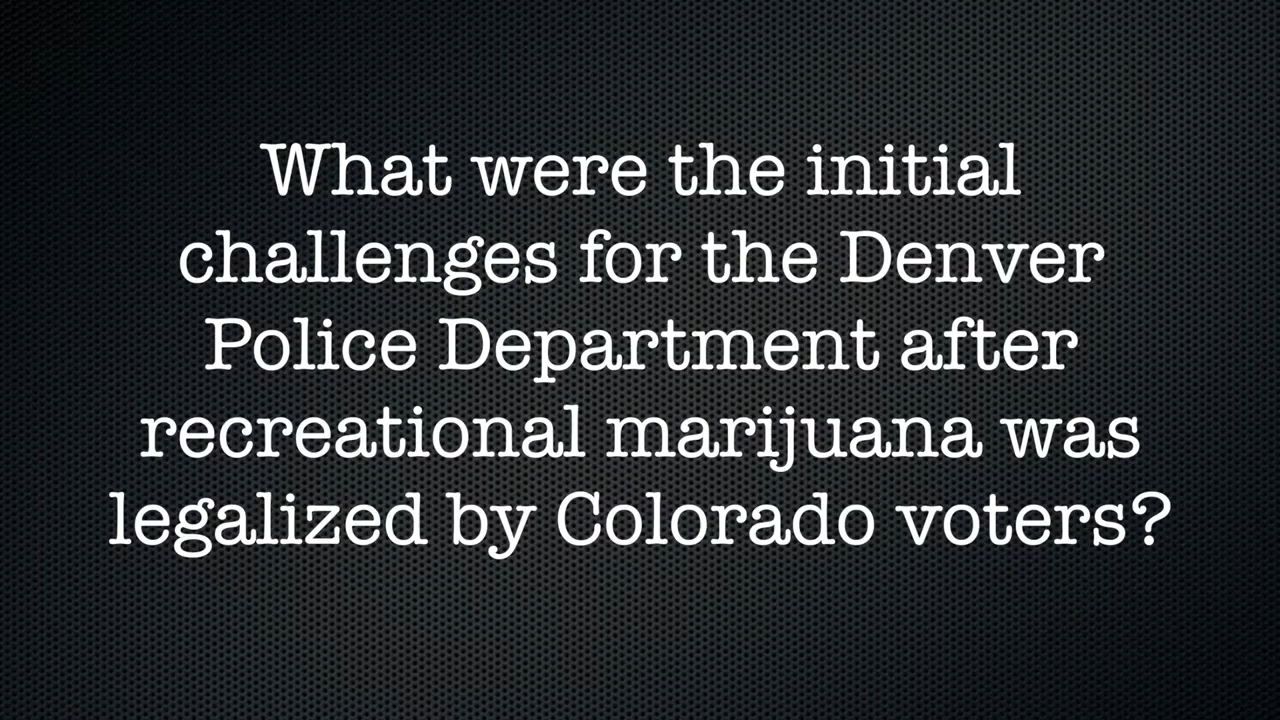 What were the initial
challenges for the Denver
Police Department after
recreational marijuana was
legalized by Colorado voters?